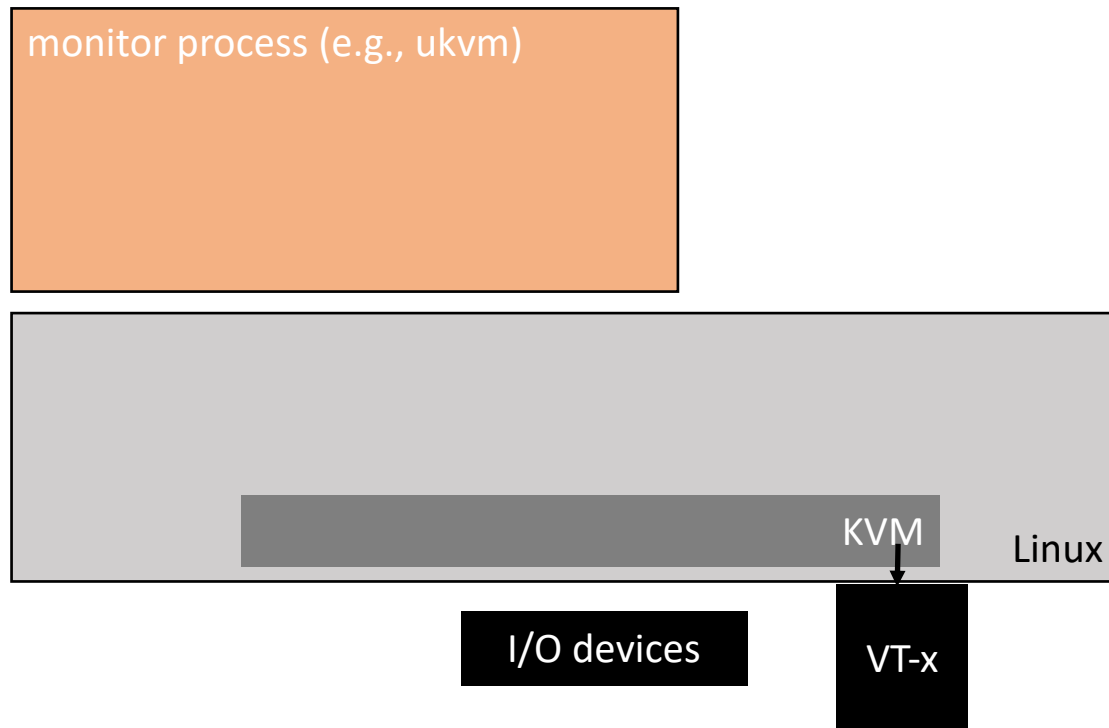 monitor process (e.g., ukvm)
KVM
Linux
I/O devices
VT-x